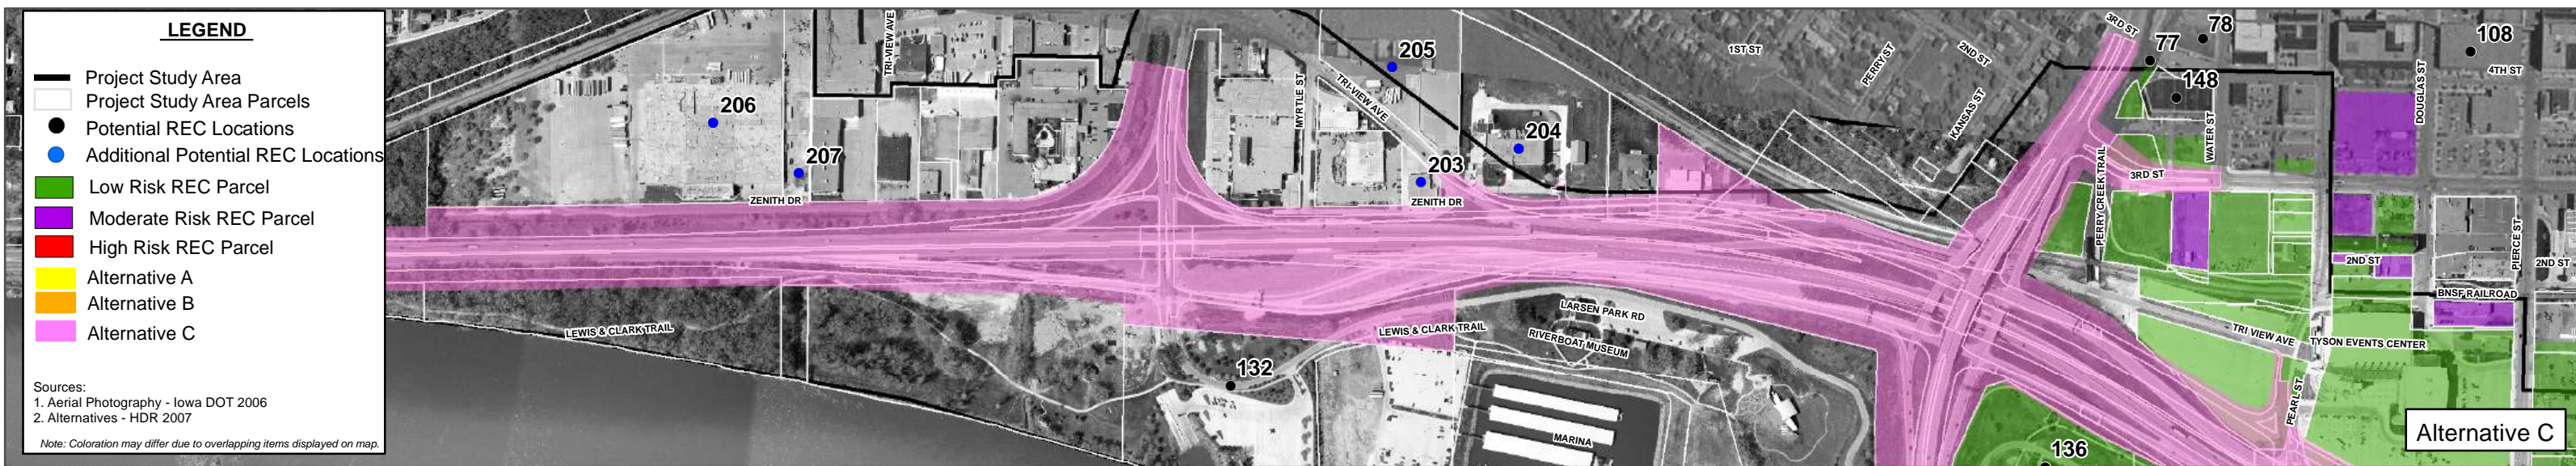 LEGEND
Project Study Area
Project Study Area Parcels
Potential REC Locations
Additional Potential REC Locations
Low Risk REC Parcel
Moderate Risk REC Parcel
High Risk REC Parcel
Alternative A
Alternative B
Alternative C
Sources:
1. Aerial Photography - Iowa DOT 2006
2. Alternatives - HDR 2007
Note: Coloration may differ due to overlapping items displayed on map.
TRI-VIEW AVE
206
207
ZENITH DR
LEWIS & CLARK TRAIL
132
MYRTLE ST
TRI-VIEW AVE
205
204
203
ZENITH DR
LEWIS & CLARK TRAIL
LARSEN PARK RD
RIVERBOAT MUSEUM
MARINA
1ST ST
PERRY ST
2ND ST
KANSAS ST
3RD ST
77
78
148
WATER ST
PERRY CREEK TRAIL
3RD ST
108
4TH ST
DOUGLAS ST
PIERCE ST
2ND ST
2ND ST
BNSF RAILROAD
TRI VIEW AVE
TYSON EVENTS CENTER
PEARL ST
136
Alternative C